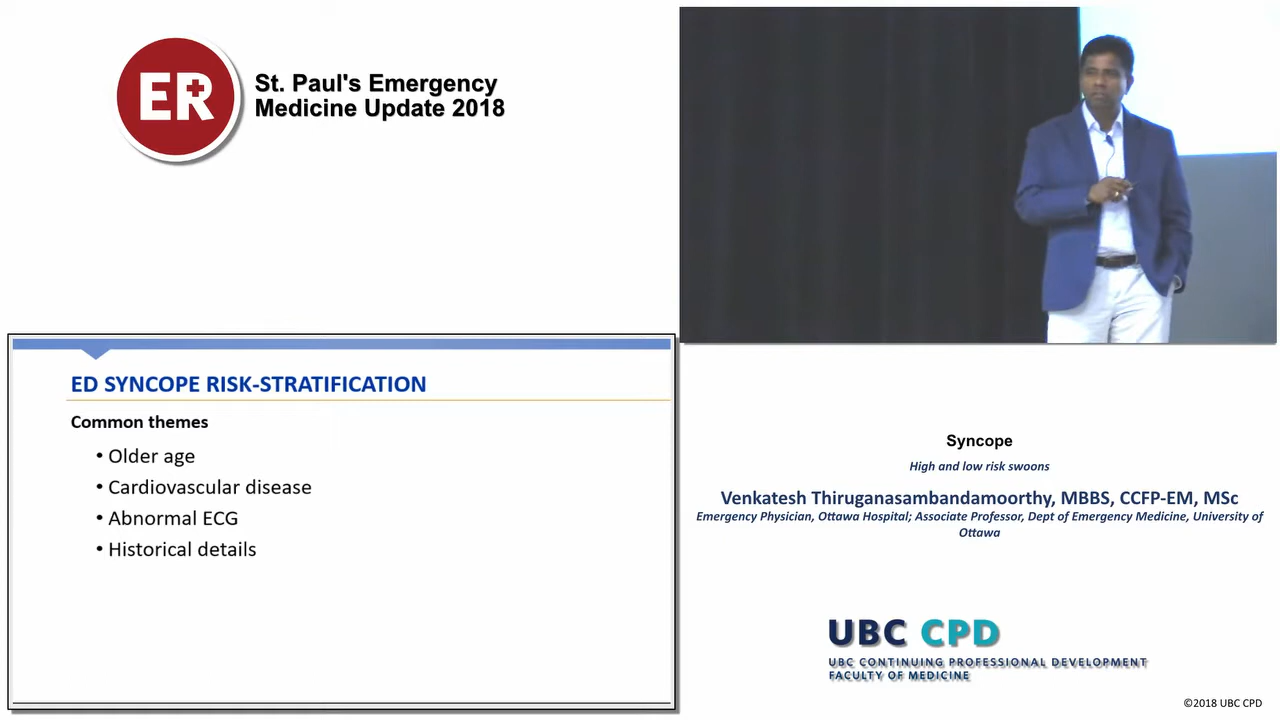 ER
St. Paul's Emergency
Medicine Update 2018
ED SYNCOPE RISK-STRATIFICATION
Common themes
• Older age
• Cardiovascular disease
• Abnormal ECG
• Historical details
Syncope
High and low risk swoons
Venkatesh Thiruganasambandamoorthy, MBBS, CCFP-EM, MSc
Emergency Physician, Ottawa Hospital; Associate Professor, Dept of Emergency Medicine, University of
Ottawa
UBC CPD
UBC CONTINUING PROFESSIONAL DEVELOPMENT
FACULTY OF MEDICINE
©2018 UBC CPD